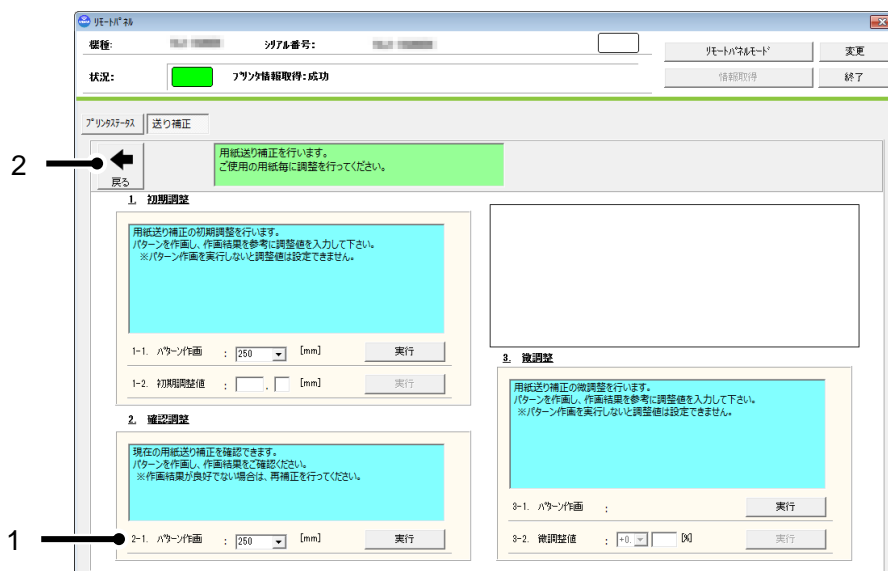 リモートパネル
機種:
シリアル番号:
リモートパネルモード
変更
状況:
プリンタ情報取得:成功
情報取得
終了
プリンタステータス
送り補正
2
戻る
用紙送り補正を行います。
ご使用の用紙毎に調整を行ってください。
1. 初期調整
用紙送り補正の初期調整を行います。
パターンを作画し、作画結果を参考に調整値を入力して下さい。
※パターン作画を実行しないと調整値は設定できません。
1-1. パターン作画 : 250 [mm] 実行
1-2. 初期調整値 : . [mm] 実行
2. 確認調整
現在の用紙送り補正を確認できます。
パターンを作画し、作画結果をご確認ください。
※作画結果が良好でない場合は、再補正を行ってください。
1
2-1. パターン作画 : 250 [mm] 実行
3. 微調整
用紙送り補正の微調整を行います。
パターンを作画し、作画結果を参考に調整値を入力して下さい。
※パターン作画を実行しないと調整値は設定できません。
3-1. パターン作画 : 実行
3-2. 微調整値 : +0. [%] 実行